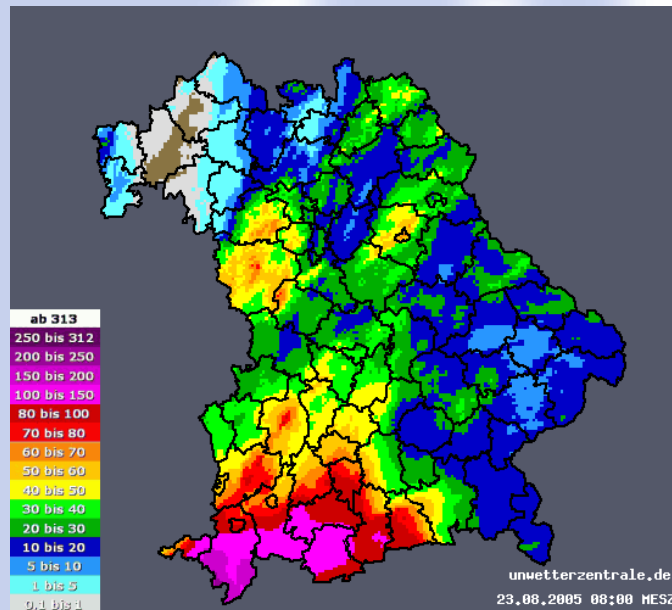 ab 313
250 bis 312
200 bis 250
150 bis 200
100 bis 150
80 bis 100
70 bis 80
60 bis 70
50 bis 60
40 bis 50
30 bis 40
20 bis 30
10 bis 20
5 bis 10
1 bis 5
0.1 bis 1
unwetterzentrale.de
23.08.2005 08:00 MESZ